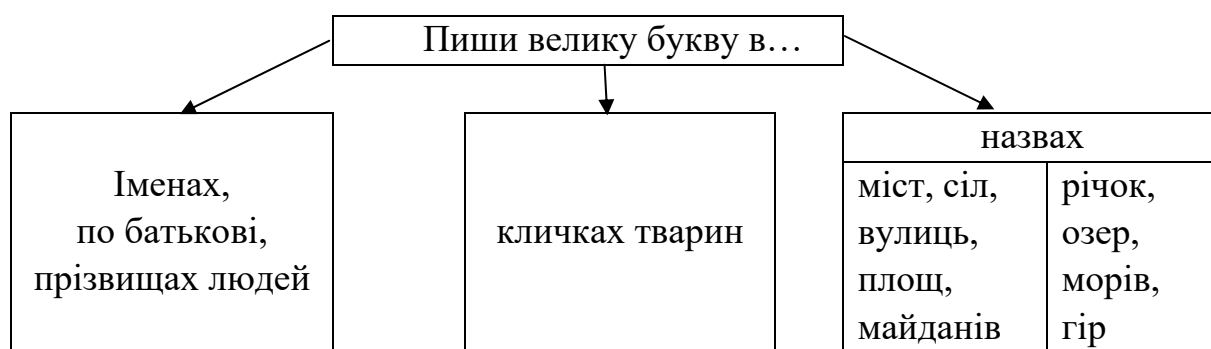 Пиши велику букву в…
Іменах,
по батькові,
прізвищах людей
кличках тварин
назвах
міст, сіл,
вулиць,
площ,
майданів
річок,
озер,
морів,
гір